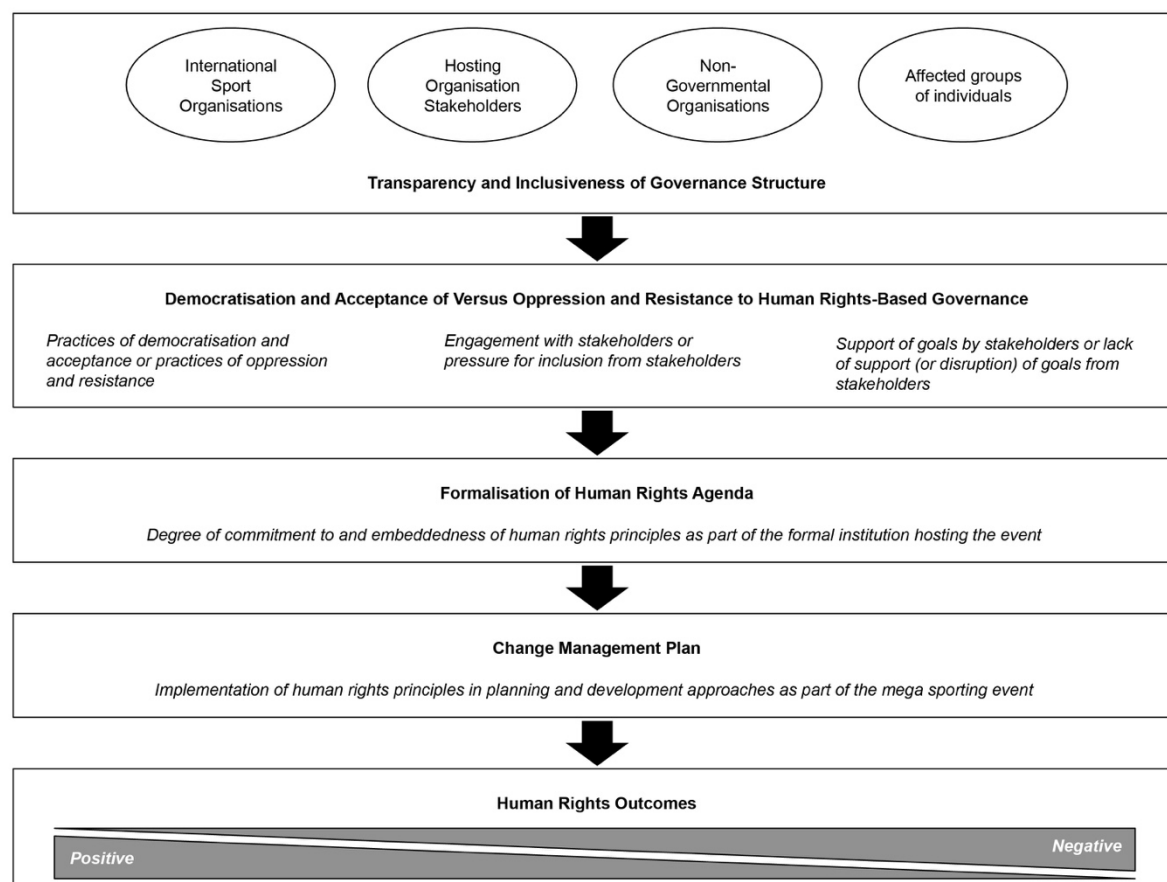 International
Sport
Organisations
Hosting
Organisation
Stakeholders
Non-
Governmental
Organisations
Affected groups
of individuals
Transparency and Inclusiveness of Governance Structure
Democratisation and Acceptance of Versus Oppression and Resistance to Human Rights-Based Governance
Practices of democratisation and
acceptance or practices of oppression
and resistance
Engagement with stakeholders or
pressure for inclusion from stakeholders
Support of goals by stakeholders or lack
of support (or disruption) of goals from
stakeholders
Formalisation of Human Rights Agenda
Degree of commitment to and embeddedness of human rights principles as part of the formal institution hosting the event
Change Management Plan
Implementation of human rights principles in planning and development approaches as part of the mega sporting event
Human Rights Outcomes
Positive
Negative